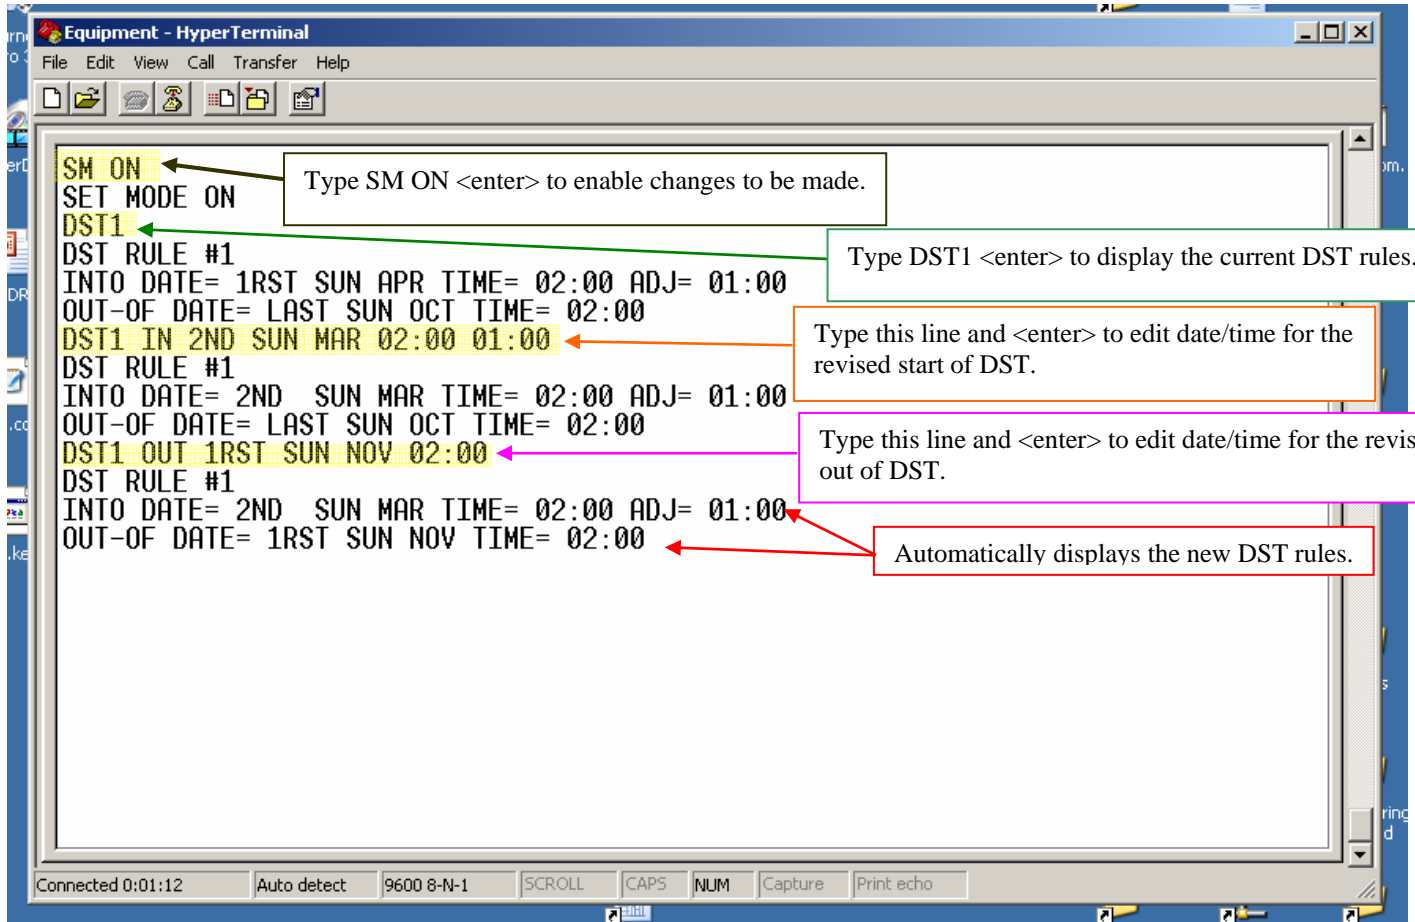 Equipment - HyperTerminal
File Edit View Call Transfer Help
SM ON
Type SM ON <enter> to enable changes to be made.
SET MODE ON
DST1
DST RULE #1
Type DST1 <enter> to display the current DST rules.
INTO DATE= 1RST SUN APR TIME= 02:00 ADJ= 01:00
OUT-OF DATE= LAST SUN OCT TIME= 02:00
DST1 IN 2ND SUN MAR 02:00 01:00
Type this line and <enter> to edit date/time for the
revised start of DST.
DST RULE #1
INTO DATE= 2ND SUN MAR TIME= 02:00 ADJ= 01:00
OUT-OF DATE= LAST SUN OCT TIME= 02:00
DST1 OUT 1RST SUN NOV 02:00
Type this line and <enter> to edit date/time for the revis
out of DST.
DST RULE #1
INTO DATE= 2ND SUN MAR TIME= 02:00 ADJ= 01:00
OUT-OF DATE= 1RST SUN NOV TIME= 02:00
Automatically displays the new DST rules.
Connected 0:01:12 Auto detect 9600 8-N-1 SCROLL CAPS NUM Capture Print echo